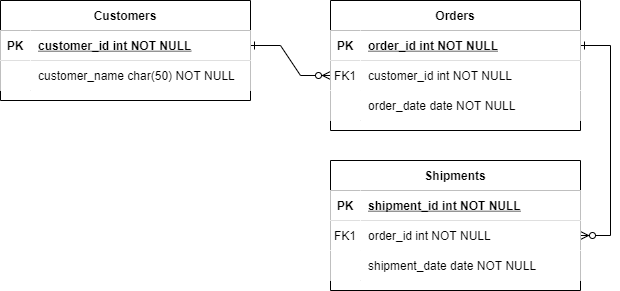 Customers
PK customer_id int NOT NULL
customer_name char(50) NOT NULL
Orders
PK order_id int NOT NULL
FK1 customer_id int NOT NULL
order_date date NOT NULL
Shipments
PK shipment_id int NOT NULL
FK1 order_id int NOT NULL
shipment_date date NOT NULL